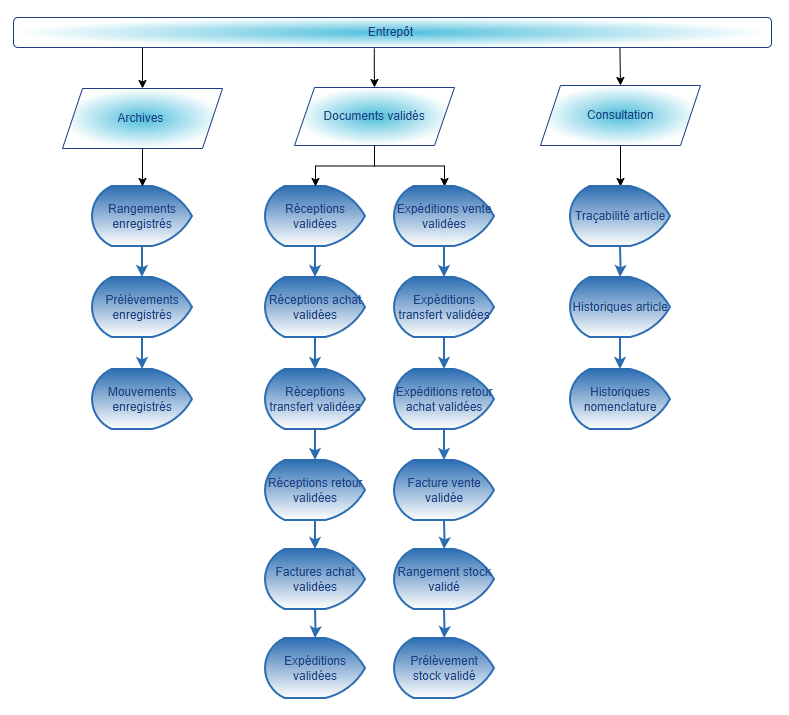 Entrepôt
Archives
Documents validés
Consultation
Rangements
enregistrés
Prélèvements
enregistrés
Mouvements
enregistrés
Réceptions
validées
Réceptions achat
validées
Réceptions
transfert validées
Réceptions retour
validées
Factures achat
validées
Expéditions
validées
Expéditions vente
validées
Expéditions
transfert validées
Expéditions retour
achat validées
Facture vente
validée
Rangement stock
validé
Prélèvement
stock validé
Traçabilité article
Historiques article
Historiques
nomenclature